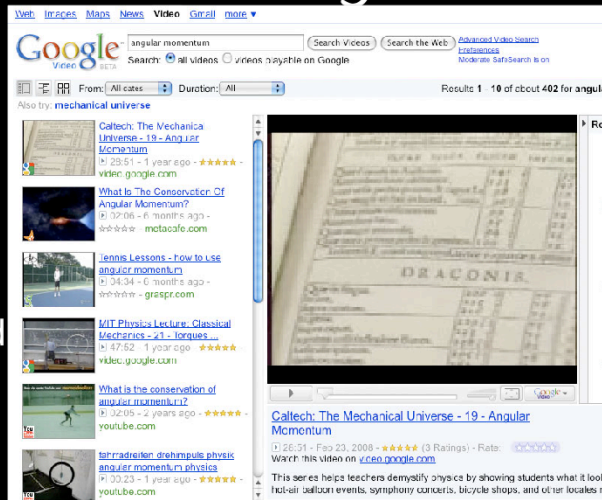 Web Images Maps News Video Gmail more ▼
Google Video BETA
angular momentum
Search Videos
Search the Web
Advanced Video Search
Preferences
Moderate SafeSearch is on
Search: all videos videos playable on Google
From: All dates Duration: All
Results 1 - 10 of about 402 for angula
Also try: mechanical universe
Caltech: The Mechanical
Universe - 19 - Angular
Momentum
28:51 - 1 year ago -
video.google.com
What Is The Conservation Of
Angular Momentum?
02:06 - 6 months ago -
metacafe.com
Tennis Lessons - how to use
angular momentum
04:34 - 6 months ago -
graspr.com
MIT Physics Lecture: Classical
Mechanics - 21 - Torques ...
47:52 - 1 year ago -
video.google.com
What is the conservation of
angular momentum?
02:05 - 2 years ago -
youtube.com
fahrradreifen drehimpuls physik
angular momentum physics
00:23 - 1 year ago -
youtube.com
Re
DRACONIS.
Google
Video
Caltech: The Mechanical Universe - 19 - Angular
Momentum
28:51 - Feb 23, 2008 - (3 Ratings) - Rate:
Watch this video on video.google.com
This series helps teachers demystify physics by showing students what it lool
hot-air balloon events, symphony concerts, bicycle shops, and other locales r